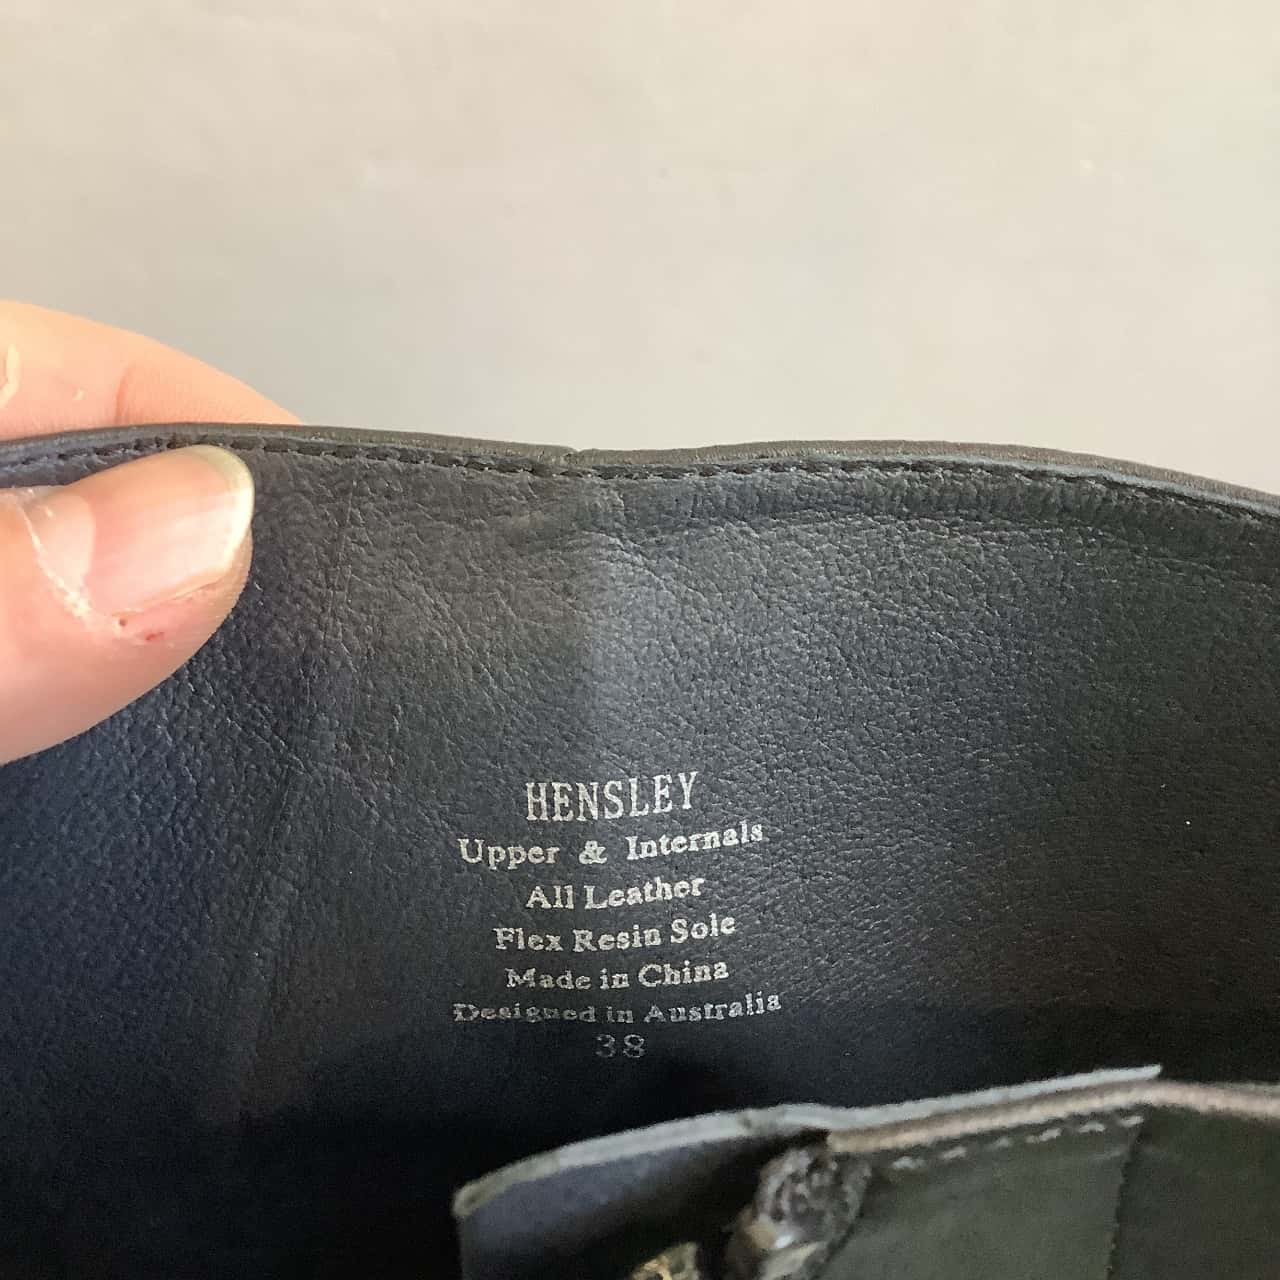 HENSLEY
Upper & Internals
All Leather
Flex Resin Sole
Made in China
Designed in Australia
38